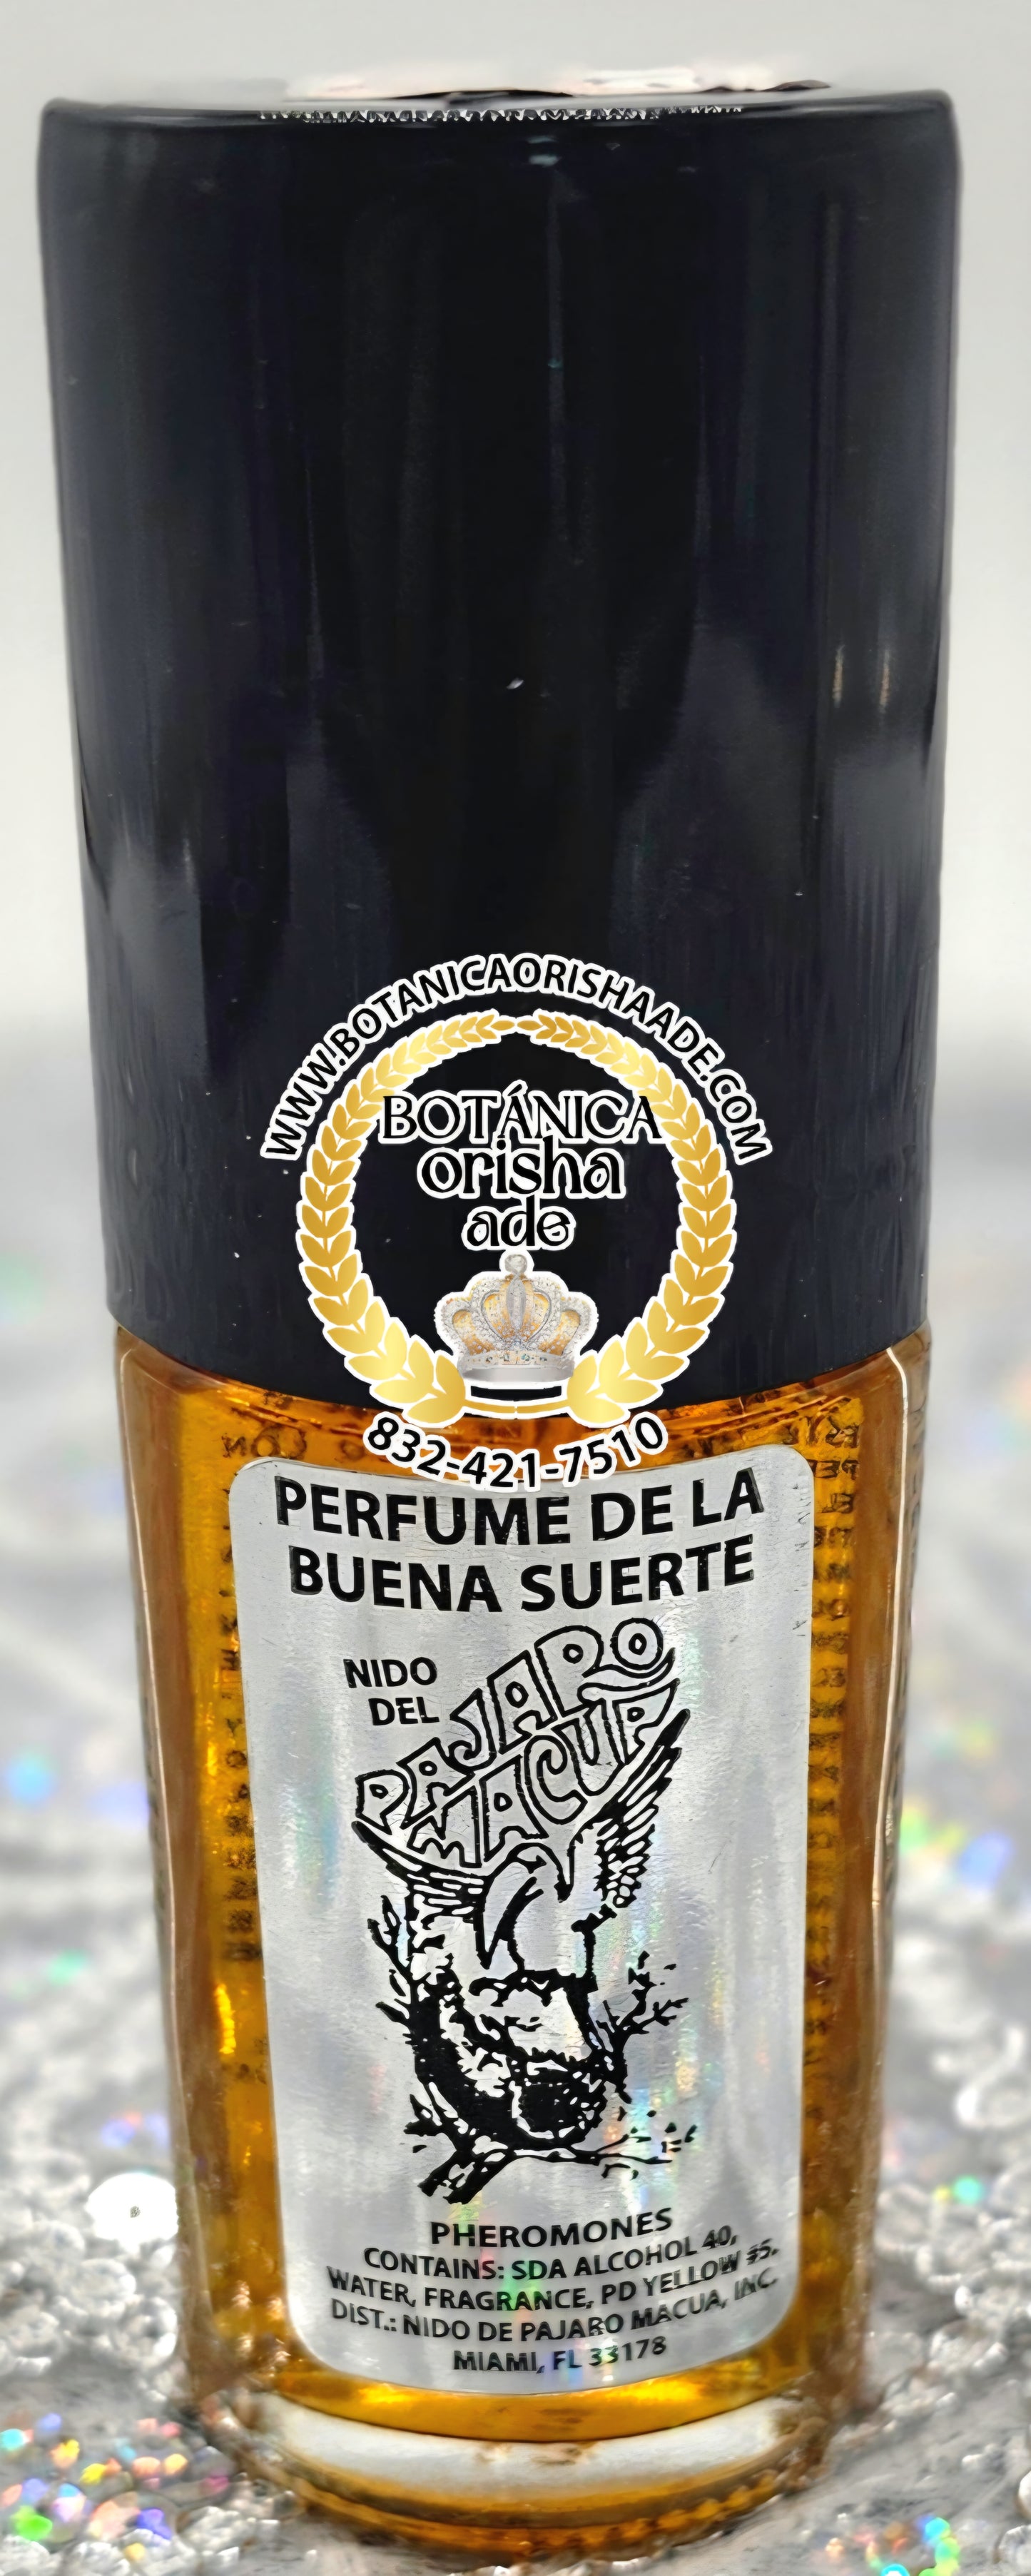 WWW.BOTANICAORISHAADE.COM
BOTÁNICA
orisha
ade
832-421-7510
PERFUME DE LA
BUENA SUERTE
NIDO
DEL
PAJARO
MACUA
PHEROMONES
CONTAINS: SDA ALCOHOL 40,
WATER, FRAGRANCE, PD YELLOW #5.
DIST.: NIDO DE PAJARO MACUA, INC.
MIAMI, FL 33178